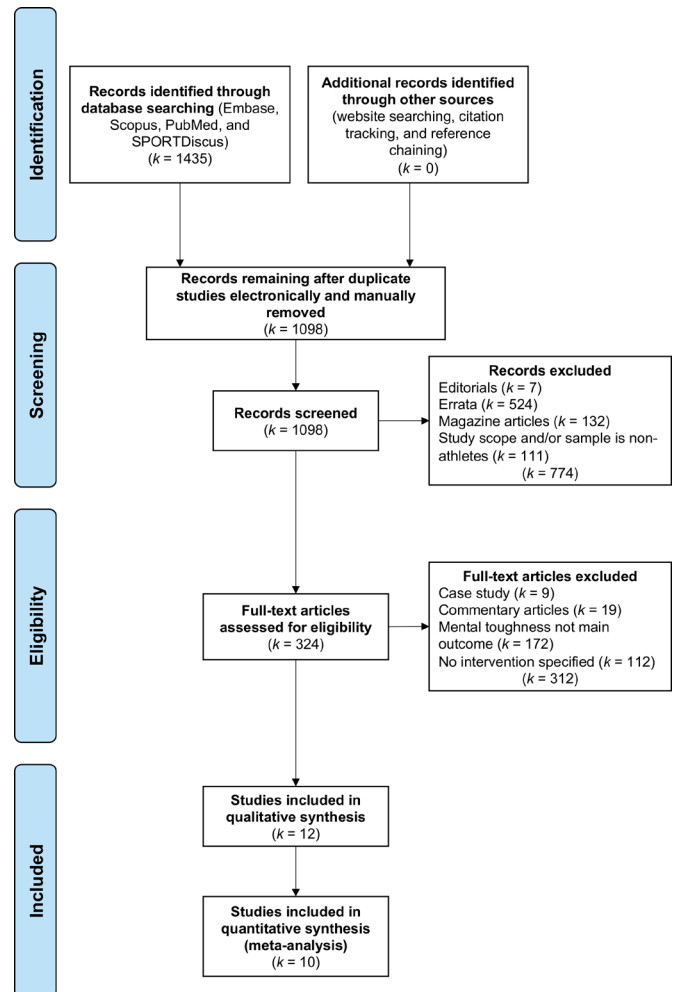 Identification
Records identified through
database searching (Embase,
Scopus, PubMed, and
SPORTDiscus)
(k = 1435)
Additional records identified
through other sources
(website searching, citation
tracking, and reference
chaining)
(k = 0)
Screening
Records remaining after duplicate
studies electronically and manually
removed
(k = 1098)
Records screened
(k = 1098)
Records excluded
Editorials (k = 7)
Errata (k = 524)
Magazine articles (k = 132)
Study scope and/or sample is non-
athletes (k = 111)
(k = 774)
Eligibility
Full-text articles
assessed for eligibility
(k = 324)
Full-text articles excluded
Case study (k = 9)
Commentary articles (k = 19)
Mental toughness not main
outcome (k = 172)
No intervention specified (k = 112)
(k = 312)
Included
Studies included in
qualitative synthesis
(k = 12)
Studies included in
quantitative synthesis
(meta-analysis)
(k = 10)